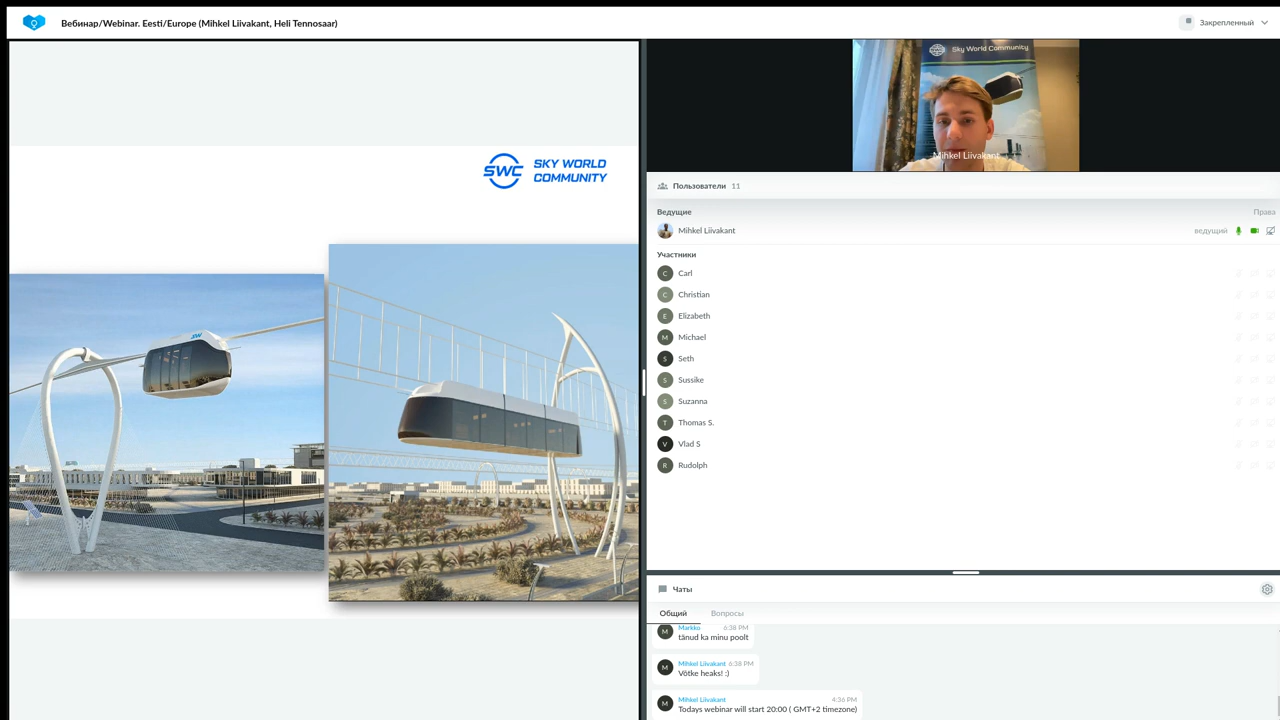 Вебинар/Webinar. Eesti/Europe (Mihkel Liivakant, Heli Tennosaar)
Закрепленный
SWC SKY WORLD
COMMUNITY
Sky World Community
Mihkel Liivakant
Пользователи 11
Ведущие Права
Mihkel Liivakant ведущий
Участники
C Carl
C Christian
E Elizabeth
M Michael
S Seth
S Sussike
S Suzanna
T Thomas S.
V Vlad S
R Rudolph
Чаты
Общий Вопросы
M Markko 6:38 PM
tänud ka minu poolt
M Mihkel Liivakant 6:38 PM
Võtke heaks! :)
M Mihkel Liivakant 4:36 PM
Todays webinar will start 20:00 ( GMT+2 timezone)